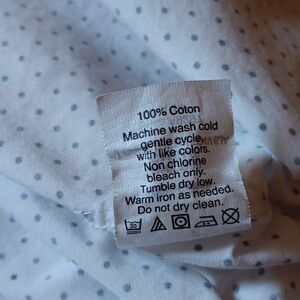 100% Coton
Machine wash cold
gentle cycle,
with like colors.
Non chlorine
bleach only.
Tumble dry low.
Warm iron as needed.
Do not dry clean.
30